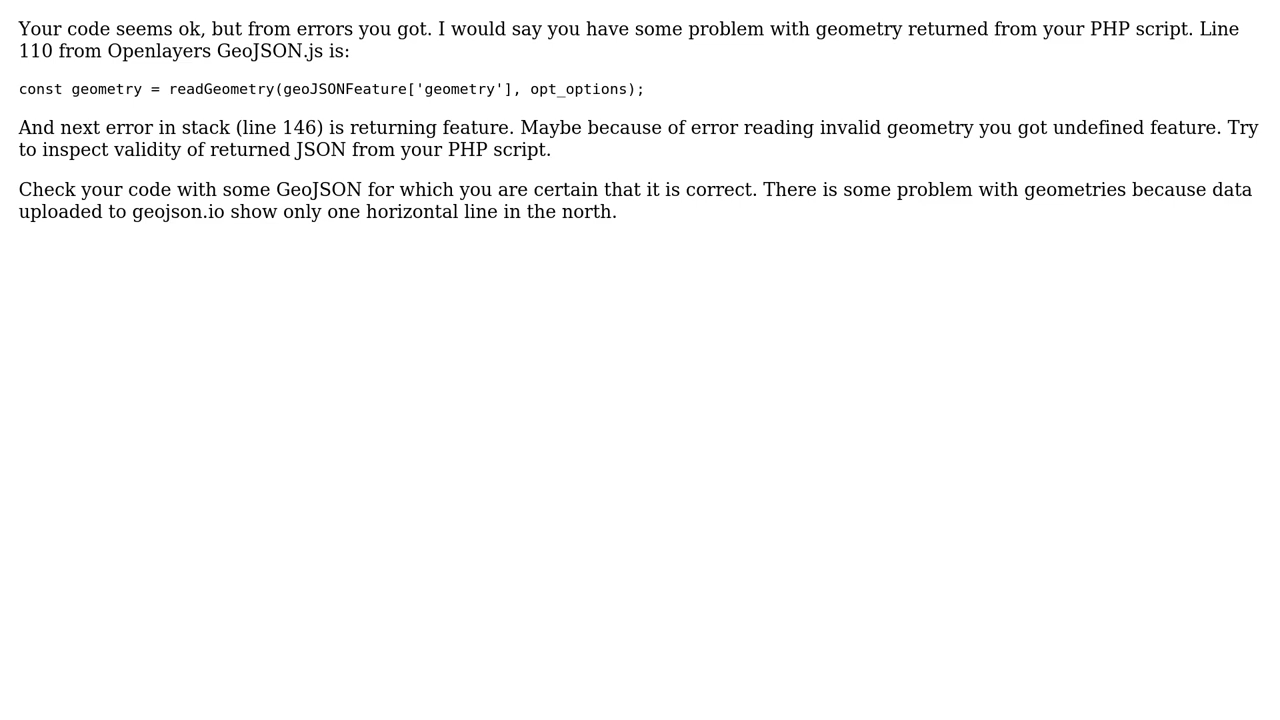 Your code seems ok, but from errors you got. I would say you have some problem with geometry returned from your PHP script. Line
110 from Openlayers GeoJSON.js is:
const geometry = readGeometry(geoJSONFeature['geometry'], opt_options);
And next error in stack (line 146) is returning feature. Maybe because of error reading invalid geometry you got undefined feature. Try
to inspect validity of returned JSON from your PHP script.
Check your code with some GeoJSON for which you are certain that it is correct. There is some problem with geometries because data
uploaded to geojson.io show only one horizontal line in the north.